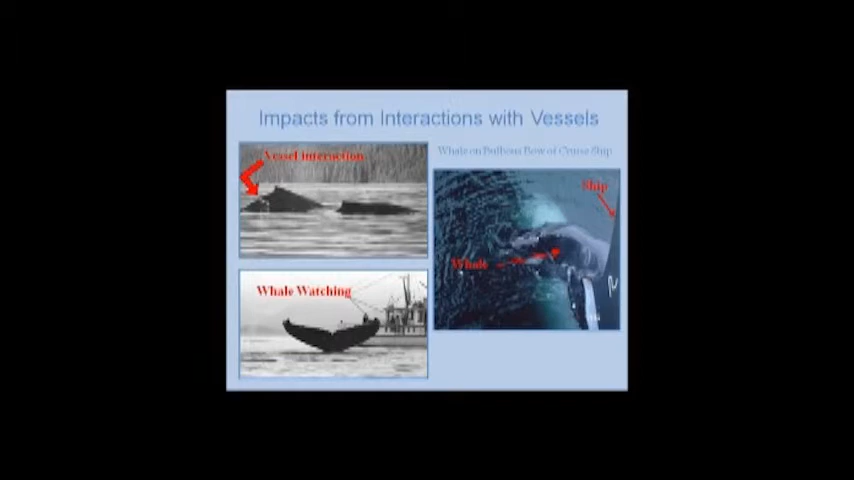 Impacts from Interactions with Vessels
Vessel interaction
Whale on Bulbous Bow of Cruise Ship
Ship
Whale
Whale Watching